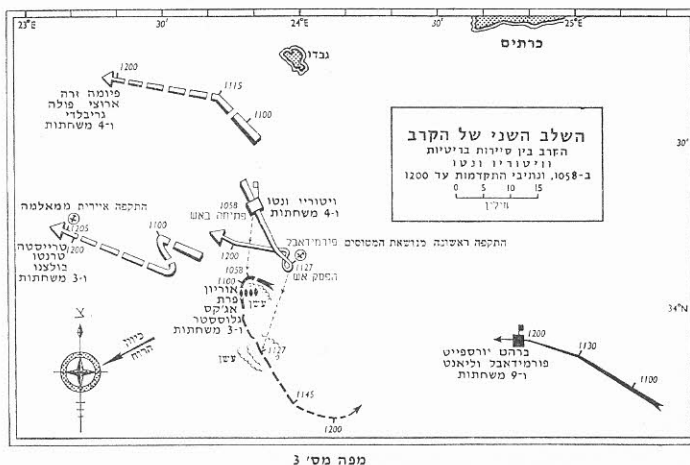 23°E
30'
24°E
30'
25°E
כרתים
גבדו
1200
1115
1100
פיומה זרה
ארוצי פולה
גריבלדי
ו-4 משחתות
השלב השני של הקרב
הקרב בין סיירות בריטיות
וויטוריו ונטו
ב-1058, ונתיבי התקדמות עד 1200
0 5 10 15
מילין
30'
ויטוריו ונטו
ו-4 משחתות
1058
פתיחה באש
התקפה אוירית ממאלמה
1205
1200
1100
טרייסטה
טרנטו
בולצנו
ו-3 משחתות
התקפה ראשונה מנושאת המטוסים פורמידאבל
1200
1127
הפסק אש
1058
1100
אוריון
פרת
אג'קס
גלוסטר
ו-3 משחתות
עשן
עשן
1127
1145
1200
34°N
1200
1130
1100
ברהט יורספייט
פורמידאבל וליאנט
ו-9 משחתות
צ
כיוון
הרוח
מפה מס' 3